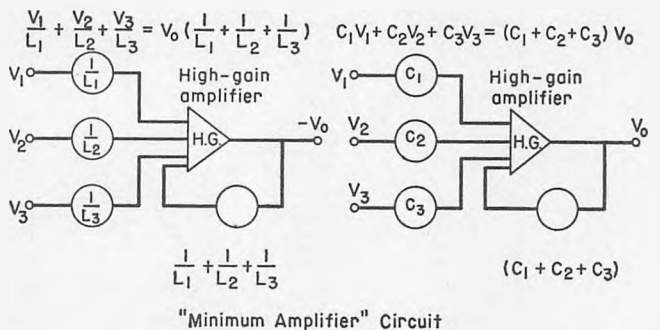 V₁/L₁ + V₂/L₂ + V₃/L₃ = V₀ (1/L₁ + 1/L₂ + 1/L₃)
C₁V₁ + C₂V₂ + C₃V₃ = (C₁ + C₂ + C₃) V₀
V₁ 1/L₁ High-gain
amplifier
V₂ 1/L₂ H.G. -V₀
V₃ 1/L₃
1/L₁ + 1/L₂ + 1/L₃
V₁ C₁ High-gain
amplifier
V₂ C₂ H.G. V₀
V₃ C₃
(C₁ + C₂ + C₃)
"Minimum Amplifier" Circuit